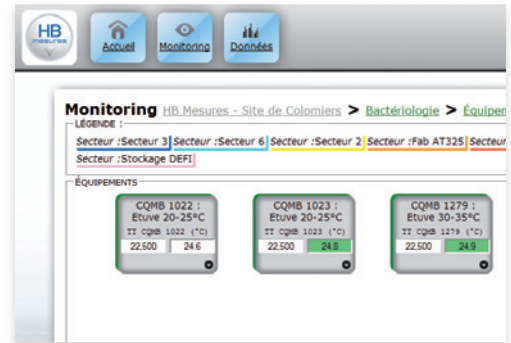 HB
mesures
Accueil
Monitoring
Données
Monitoring HB Mesures - Site de Colomiers > Bactériologie > Équipem
LÉGENDE :
Secteur :Secteur 3 Secteur :Secteur 6 Secteur :Secteur 2 Secteur :Fab AT325 Secteur
Secteur :Stockage DEFI
ÉQUIPEMENTS
CQMB 1022 :
Etuve 20-25°C
TT CQMB 1022 (°C)
22,500 24.6
CQMB 1023 :
Etuve 20-25°C
TT CQMB 1023 (°C)
22,500 24.8
CQMB 1279 :
Etuve 30-35°C
TT CQMB 1279 (°C)
22,500 24.9